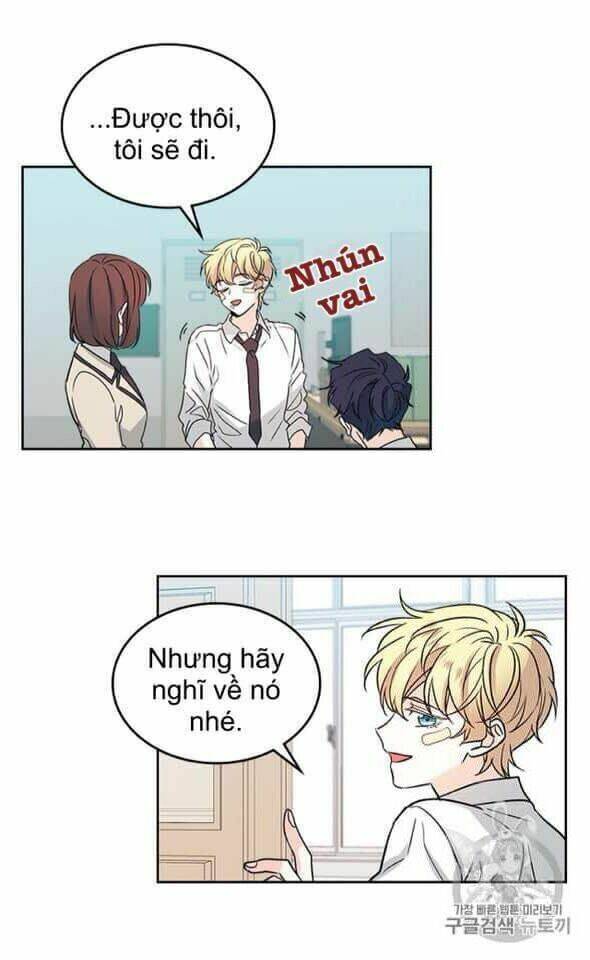 ...Được thôi,
tôi sẽ đi.
Nhún
vai
Nhưng hãy
nghĩ về nó
nhé.
가장 빠른 웹툰 미리보기
구글검색 뉴토끼